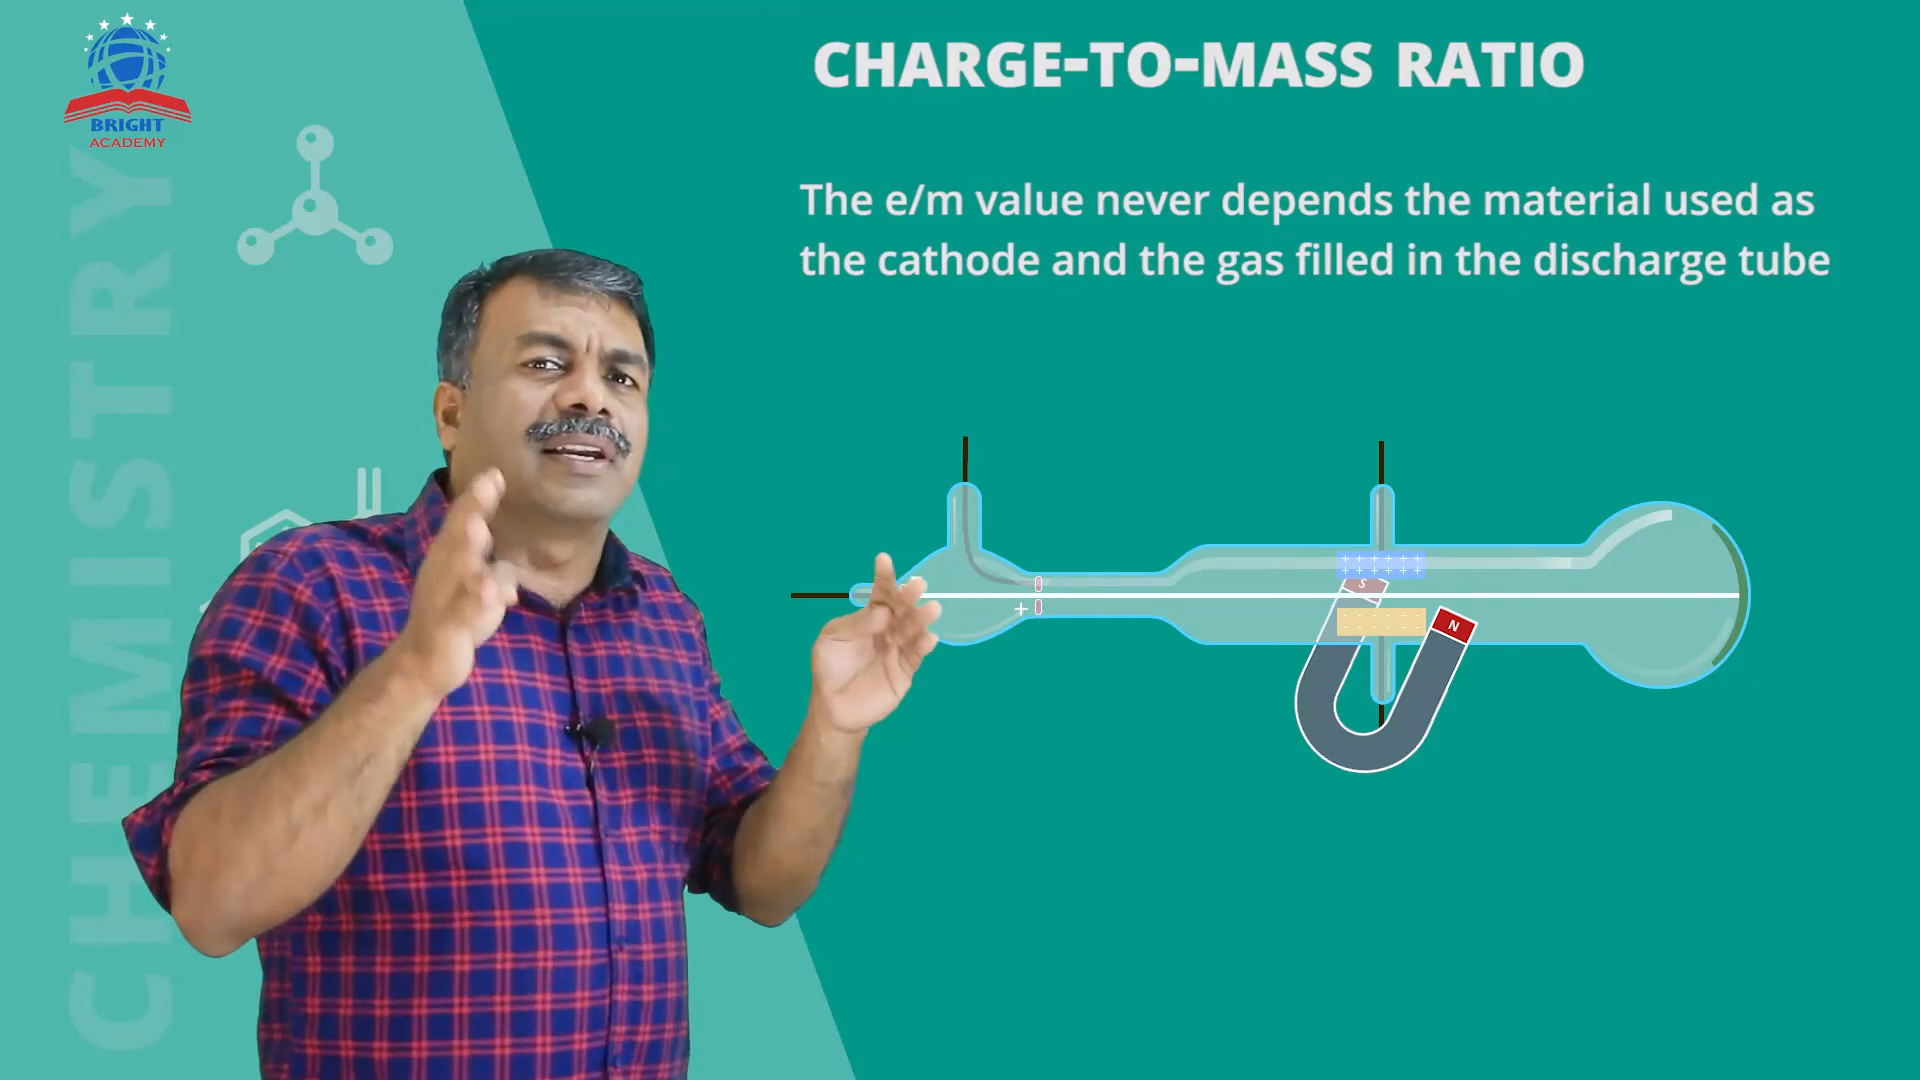 BRIGHT
ACADEMY
CHEMISTRY
CHARGE-TO-MASS RATIO
The e/m value never depends the material used as
the cathode and the gas filled in the discharge tube
+
+ + + + + +
+ + + + + +
S
N